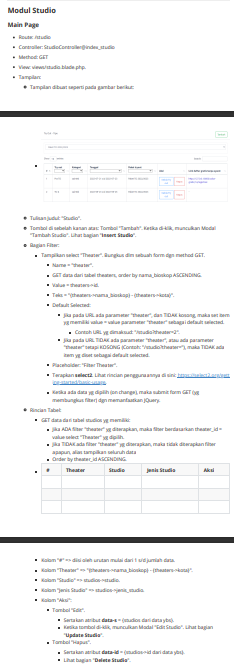 Modul Studio
Main Page
Route: /studio
Controller: StudioController@index_studio
Method: GET
View: views/studio.blade.php
Tampilan:
Tampilan dibuat seperti pada gambar berikut:
Tulisan judul: "Studio".
Tombol di sebelah kanan atas: Tombol "Tambah". Ketika di-klik, munculkan Modal
"Tambah Studio". Lihat bagian "Insert Studio".
Bagian Filter:
Tampilkan select "Theater", Bungkus dlm sebuah form dgn method GET.
Name = "theater".
GET data dari tabel theaters, order by nama_bioskop ASCENDING.
Value = theaters->id.
Teks = "{theaters->nama_bioskop} - {theaters->kota}".
Default Selected:
Jika pada URL ada parameter "theater", dan TIDAK kosong, maka set item
yg memiliki value = value parameter "theater" sebagai default selected.
Contoh URL yg dimaksud: "/studio?theater=2".
Jika pada URL TIDAK ADA parameter "theater", atau ada parameter
"theater" tetapi KOSONG (Contoh: "/studio?theater="), maka TIDAK ADA
item yg diset sebagai default selected.
Placeholder: "Filter Theater".
Terapkan select2. Lihat rincian penggunaannya di sini: https://select2.org/gett
ing-started/basic-usage.
Ketika ada data yg dipilih (on change), maka submit form GET (yg
membungkus filter) dgn memanfaatkan jQuery.
Rincian Tabel:
GET data dari tabel studios yg memiliki:
Jika ADA filter "theater" yg diterapkan, maka filter berdasarkan theater_id =
value select "Theater" yg dipilih.
Jika TIDAK ADA filter "theater" yg diterapkan, maka tidak diterapkan filter
apapun, alias tampilkan seluruh data
Order by theater_id ASCENDING.
# Theater Studio Jenis Studio Aksi
Kolom "#" => diisi oleh urutan mulai dari 1 s/d jumlah data.
Kolom "Theater" => "{theaters->nama_bioskop} - {theaters->kota}".
Kolom "Studio" => studios->studio.
Kolom "Jenis Studio" => studios->jenis_studio.
Kolom "Aksi":
Tombol "Edit".
Sertakan atribut data-s = {studios dari data ybs}.
Ketika tombol di-klik, munculkan Modal "Edit Studio". Lihat bagian
"Update Studio".
Tombol "Hapus".
Sertakan atribut data-id = {studios->id dari data ybs}.
Lihat bagian "Delete Studio".